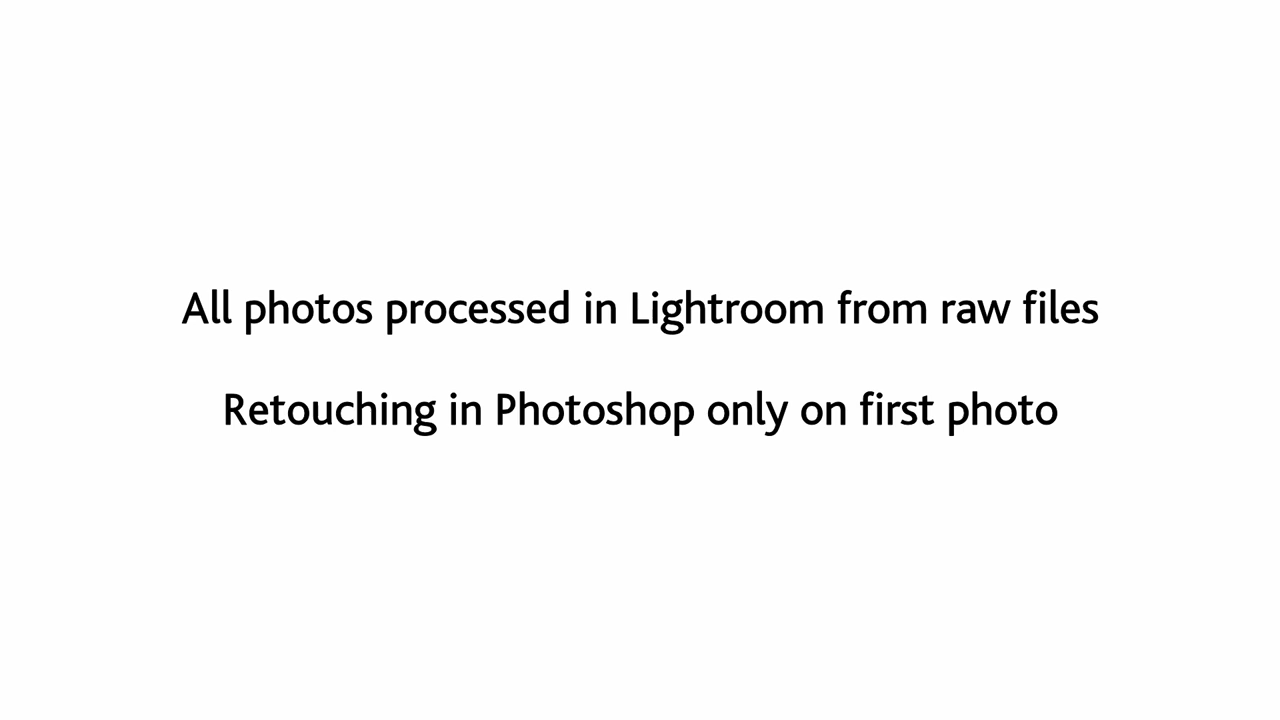 All photos processed in Lightroom from raw files
Retouching in Photoshop only on first photo